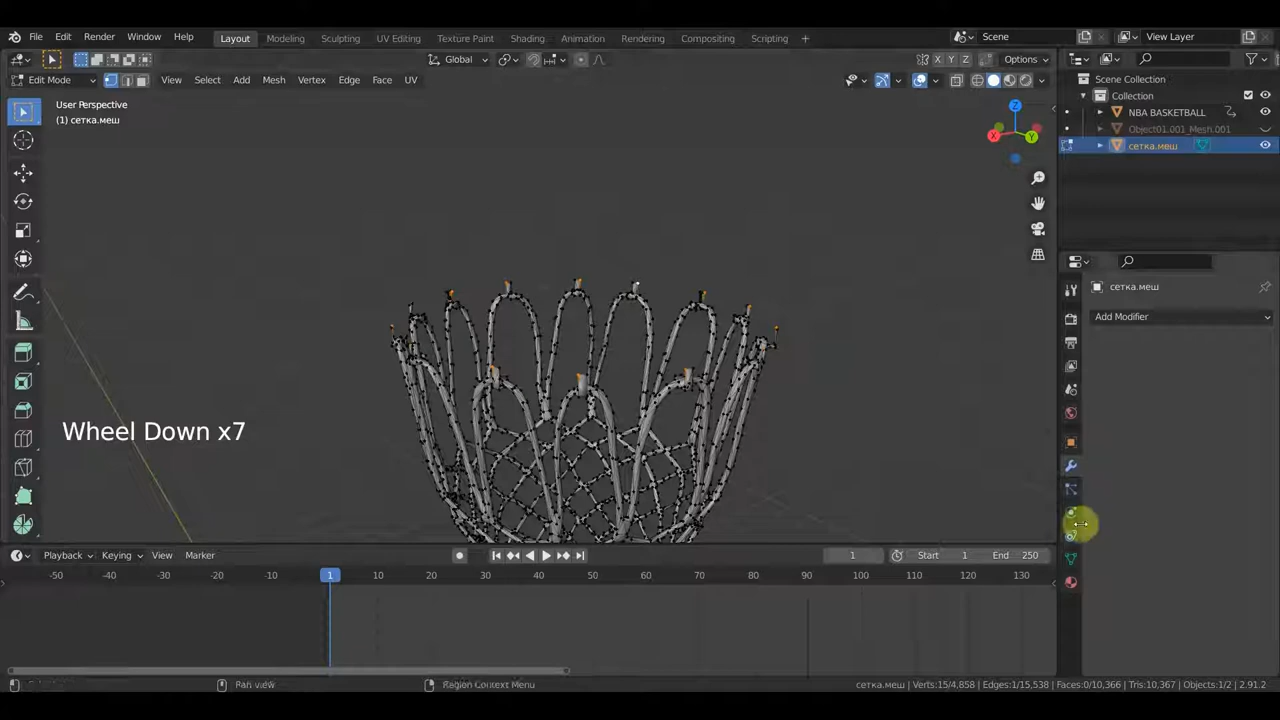 File Edit Render Window Help Layout Modeling Sculpting UV Editing Texture Paint Shading Animation Rendering Compositing Scripting + Scene View Layer
Global X Y Z Options
Edit Mode View Select Add Mesh Vertex Edge Face UV Scene Collection
User Perspective Collection
(1) сетка.меш NBA BASKETBALL
Z Object01.001_Mesh.001
X Y сетка.меш
сетка.меш
Add Modifier
Wheel Down x7
Playback Keying View Marker 1 Start 1 End 250
-50 -20 -10 1 10 20 30 40 50 60 70 80 90 100 110 120 130
Pan view Region Context Menu сетка.меш | Verts:15/4,858 | Edges:1/15,538 | Faces:0/10,366 | Tris:10,367 | Objects:1/2 | 2.91.2